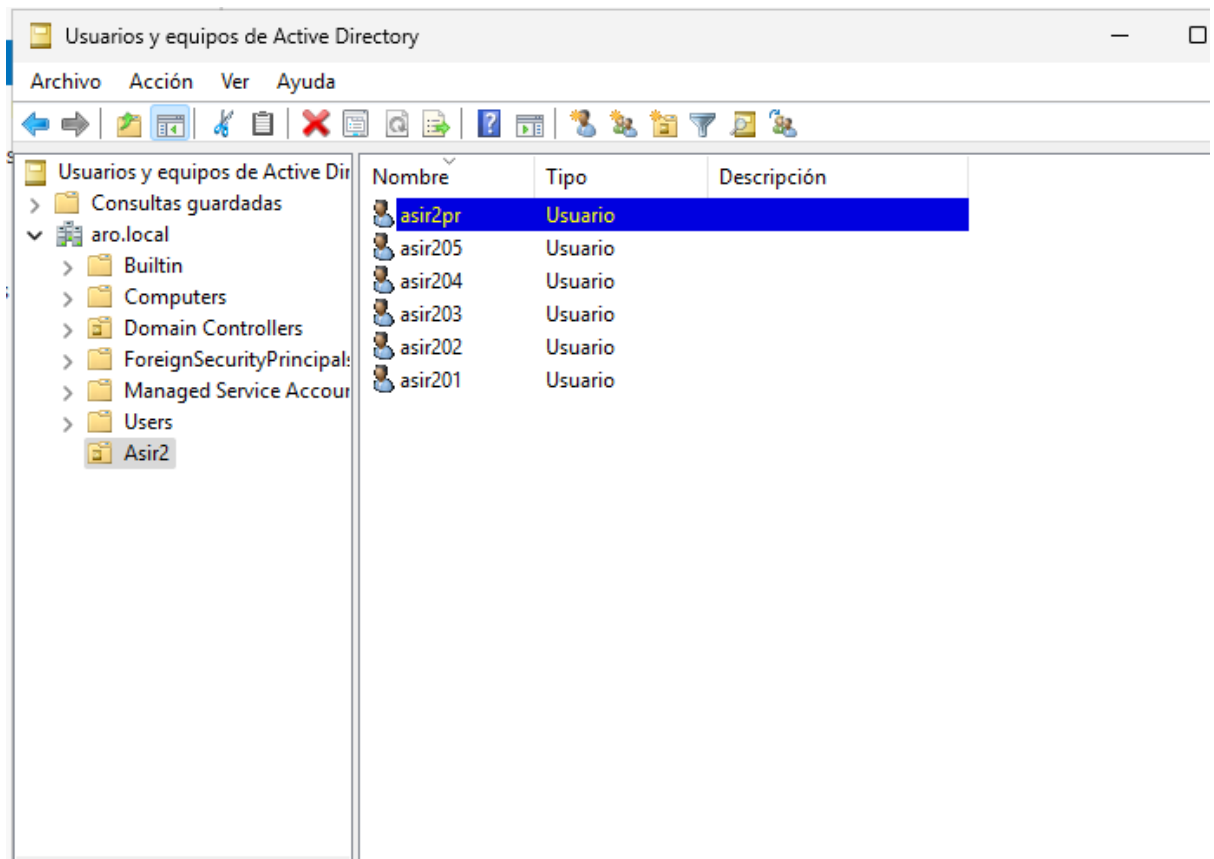 Usuarios y equipos de Active Directory
Archivo Acción Ver Ayuda
Usuarios y equipos de Active Dir
Consultas guardadas
aro.local
Builtin
Computers
Domain Controllers
ForeignSecurityPrincipals
Managed Service Accour
Users
Asir2
Nombre Tipo Descripción
asir2pr Usuario
asir205 Usuario
asir204 Usuario
asir203 Usuario
asir202 Usuario
asir201 Usuario